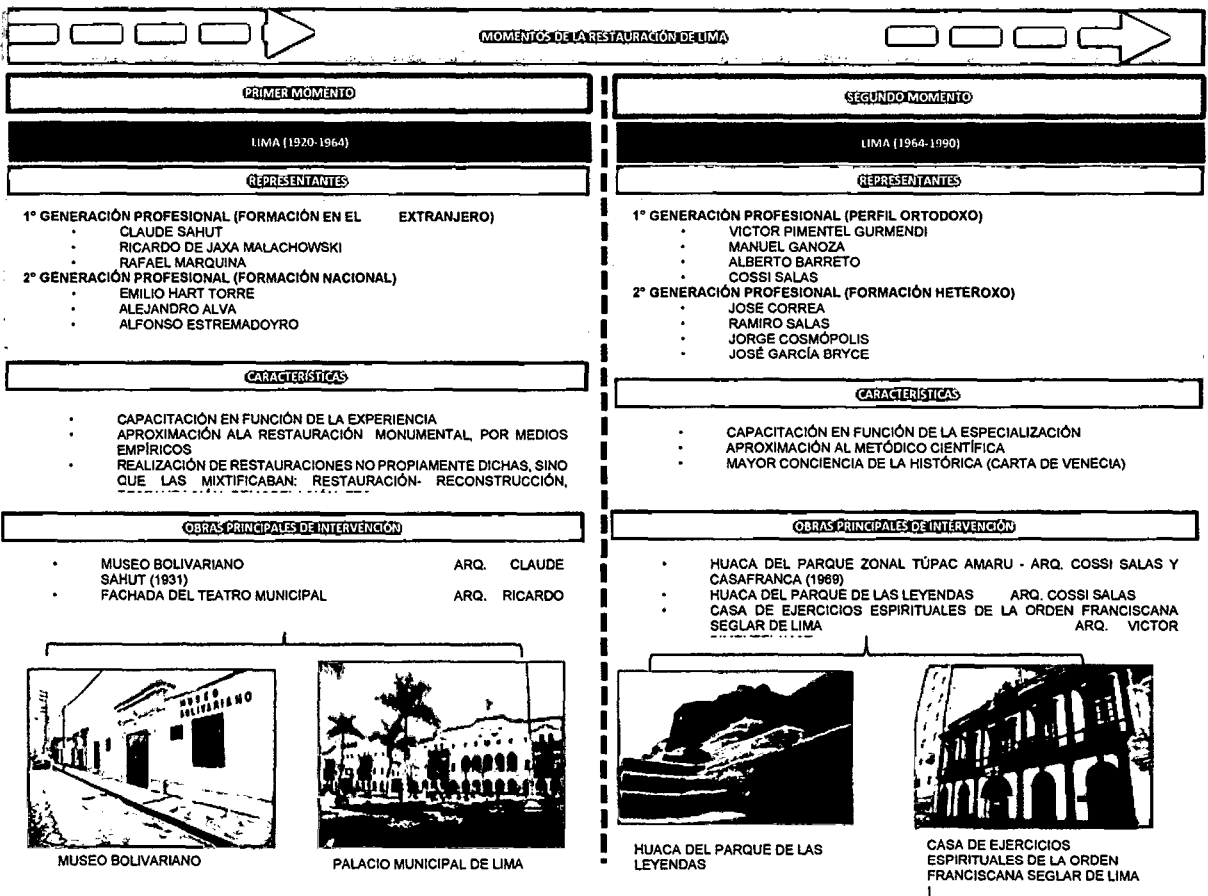 MOMENTOS DE LA RESTAURACIÓN DE LIMA
PRIMER MOMENTO
LIMA (1920-1964)
REPRESENTANTES
1° GENERACIÓN PROFESIONAL (FORMACIÓN EN EL EXTRANJERO)
• CLAUDE SAHUT
• RICARDO DE JAXA MALACHOWSKI
• RAFAEL MARQUINA
2° GENERACIÓN PROFESIONAL (FORMACIÓN NACIONAL)
• EMILIO HART TORRE
• ALEJANDRO ALVA
• ALFONSO ESTREMADOYRO
CARACTERÍSTICAS
• CAPACITACIÓN EN FUNCIÓN DE LA EXPERIENCIA
• APROXIMACIÓN ALA RESTAURACIÓN MONUMENTAL, POR MEDIOS
EMPÍRICOS
• REALIZACIÓN DE RESTAURACIONES NO PROPIAMENTE DICHAS, SINO
QUE LAS MIXTIFICABAN: RESTAURACIÓN- RECONSTRUCCIÓN,
OBRAS PRINCIPALES DE INTERVENCIÓN
• MUSEO BOLIVARIANO ARQ. CLAUDE
SAHUT (1931)
• FACHADA DEL TEATRO MUNICIPAL ARQ. RICARDO
MUSEO
BOLIVARIANO
MUSEO BOLIVARIANO
PALACIO MUNICIPAL DE LIMA
SEGUNDO MOMENTO
LIMA (1964-1990)
REPRESENTANTES
1° GENERACIÓN PROFESIONAL (PERFIL ORTODOXO)
• VICTOR PIMENTEL GURMENDI
• MANUEL GANOZA
• ALBERTO BARRETO
• COSSI SALAS
2° GENERACIÓN PROFESIONAL (FORMACIÓN HETEROXO)
• JOSE CORREA
• RAMIRO SALAS
• JORGE COSMÓPOLIS
• JOSÉ GARCÍA BRYCE
CARACTERÍSTICAS
• CAPACITACIÓN EN FUNCIÓN DE LA ESPECIALIZACIÓN
• APROXIMACIÓN AL METÓDICO CIENTÍFICA
• MAYOR CONCIENCIA DE LA HISTÓRICA (CARTA DE VENECIA)
OBRAS PRINCIPALES DE INTERVENCIÓN
• HUACA DEL PARQUE ZONAL TÚPAC AMARU - ARQ. COSSI SALAS Y
CASAFRANCA (1969)
• HUACA DEL PARQUE DE LAS LEYENDAS ARQ. COSSI SALAS
• CASA DE EJERCICIOS ESPIRITUALES DE LA ORDEN FRANCISCANA
SEGLAR DE LIMA ARQ. VICTOR
HUACA DEL PARQUE DE LAS
LEYENDAS
CASA DE EJERCICIOS
ESPIRITUALES DE LA ORDEN
FRANCISCANA SEGLAR DE LIMA